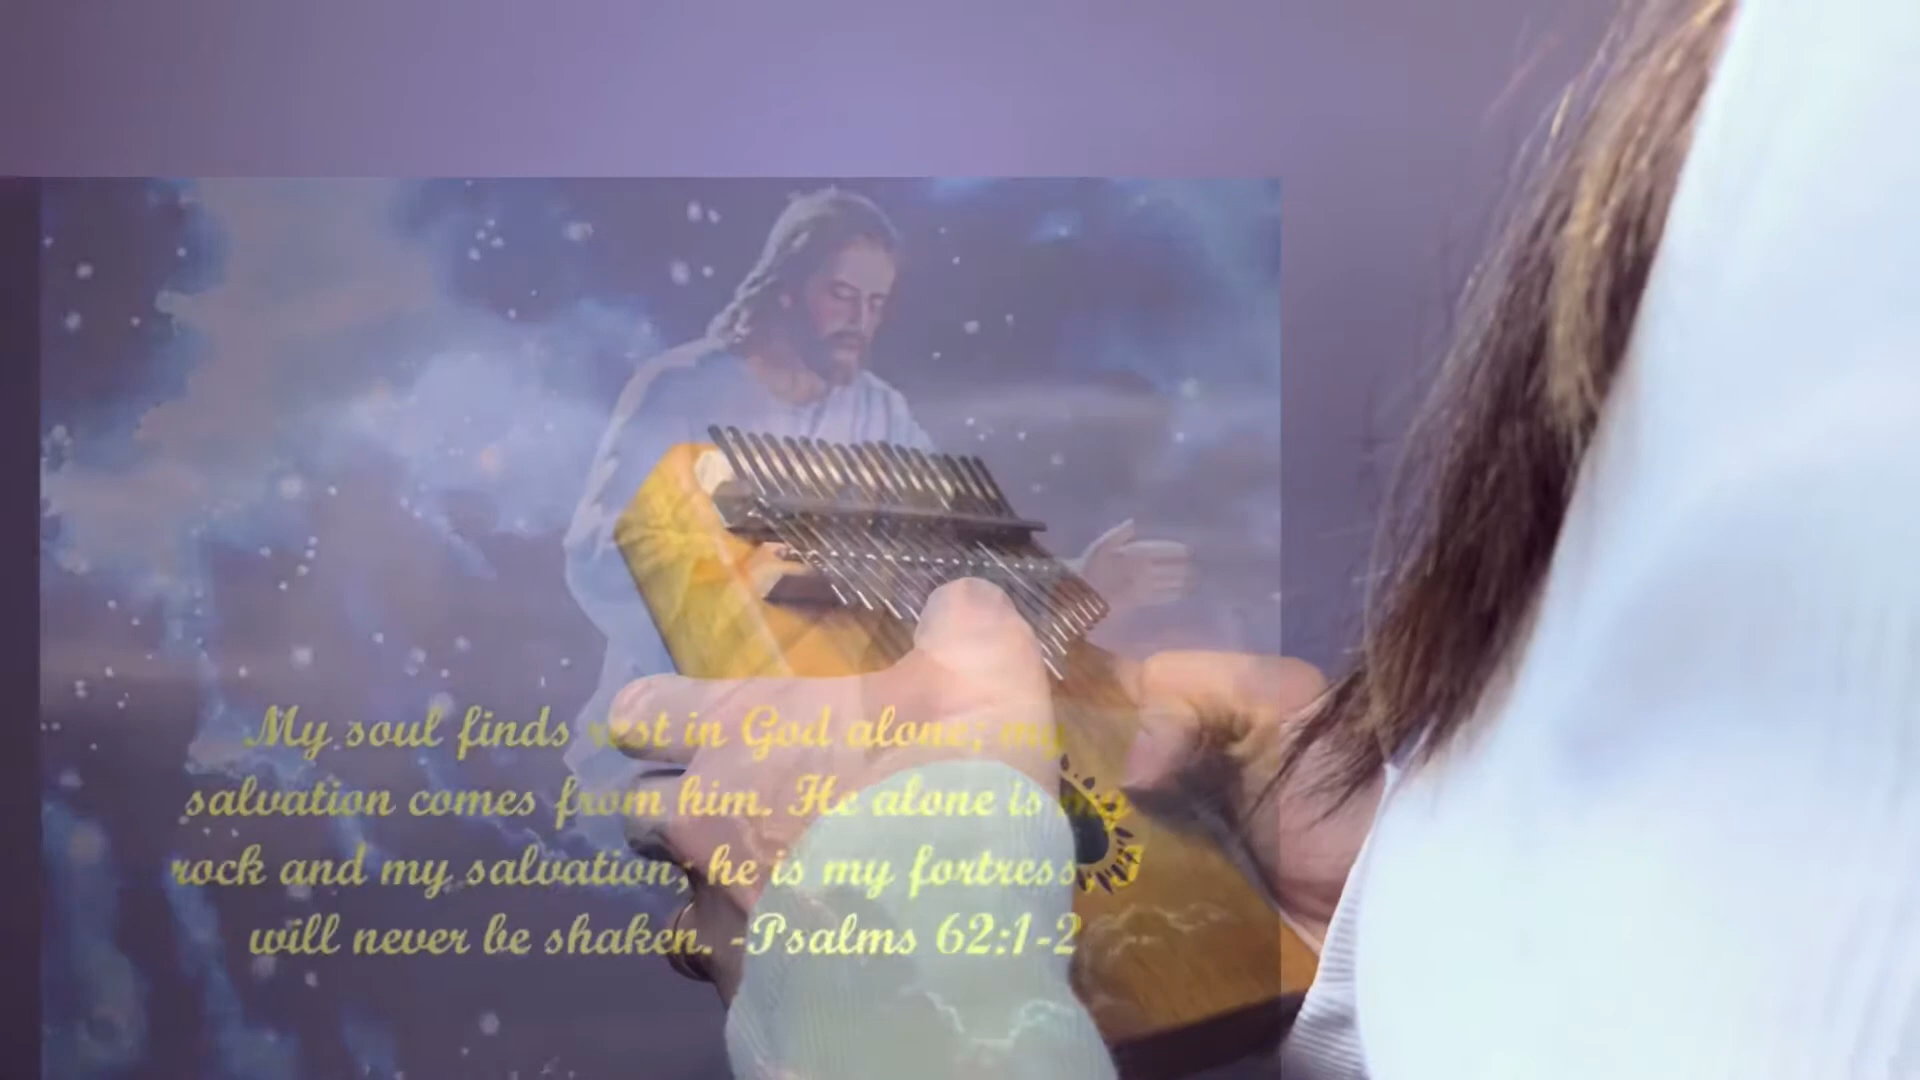 My soul finds rest in God alone; my
salvation comes from him. He alone is my
rock and my salvation; he is my fortress, I
will never be shaken. -Psalms 62:1-2